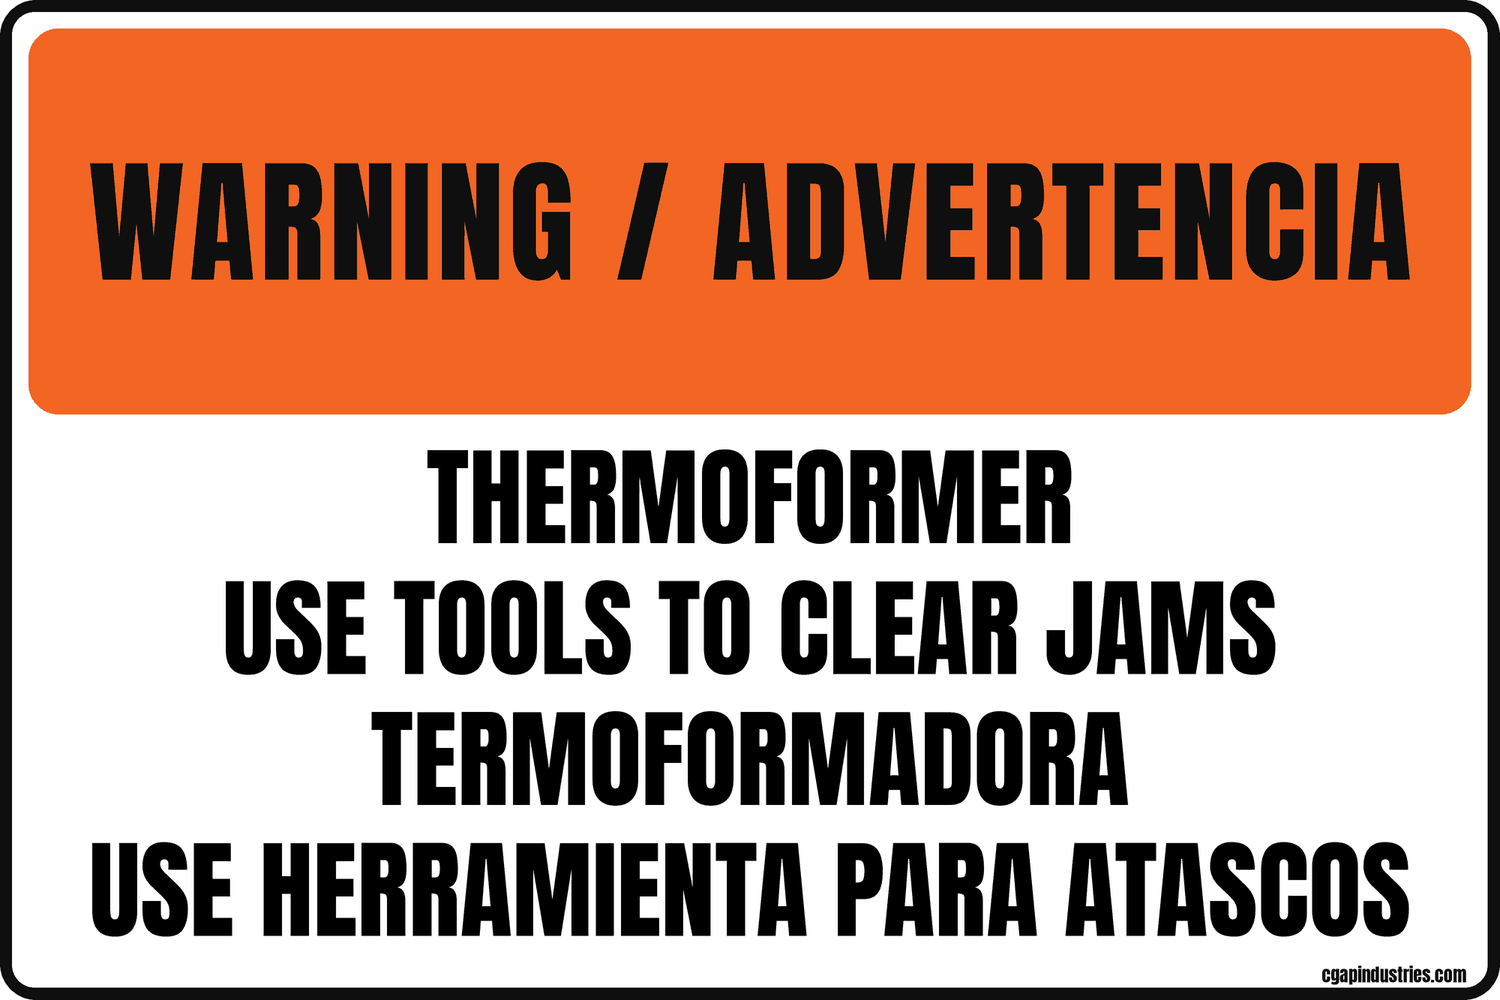 WARNING / ADVERTENCIA
THERMOFORMER
USE TOOLS TO CLEAR JAMS
TERMOFORMADORA
USE HERRAMIENTA PARA ATASCOS
cgapindustries.com